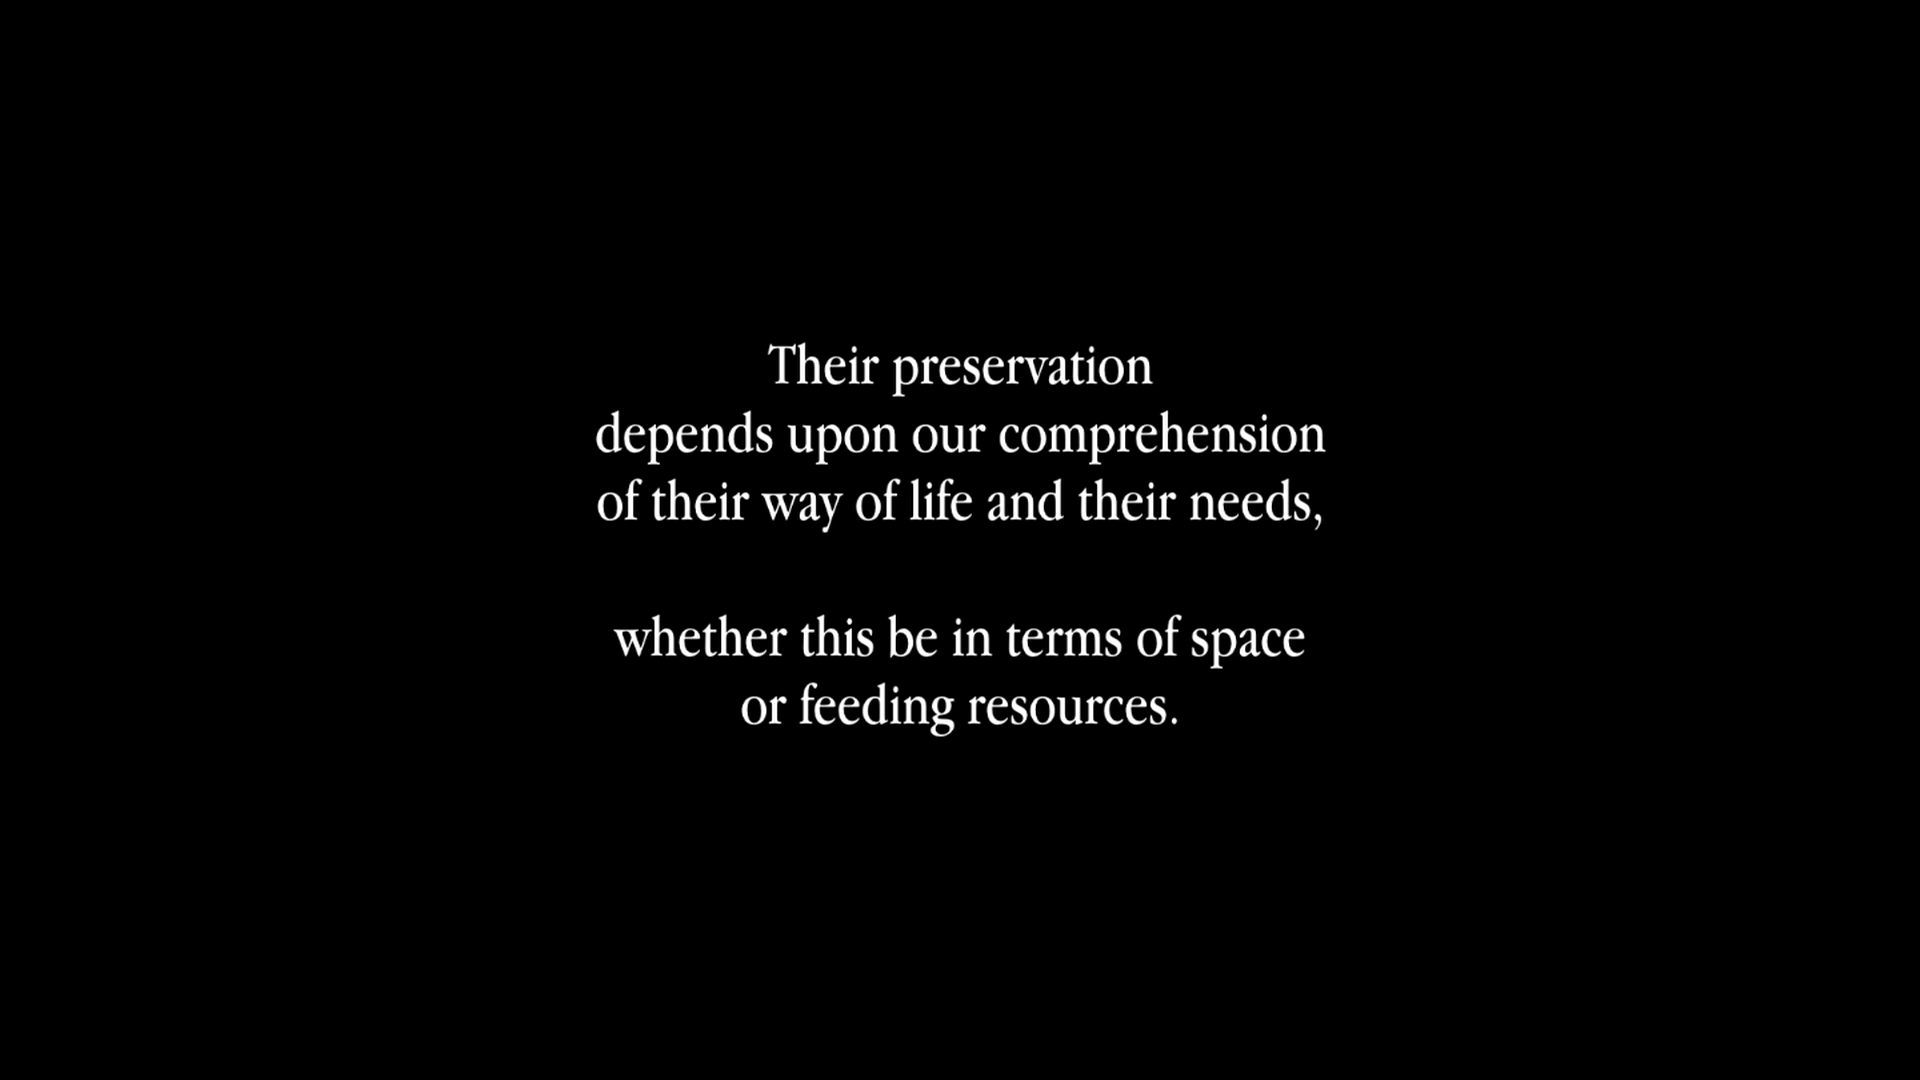 Their preservation
depends upon our comprehension
of their way of life and their needs,
whether this be in terms of space
or feeding resources.